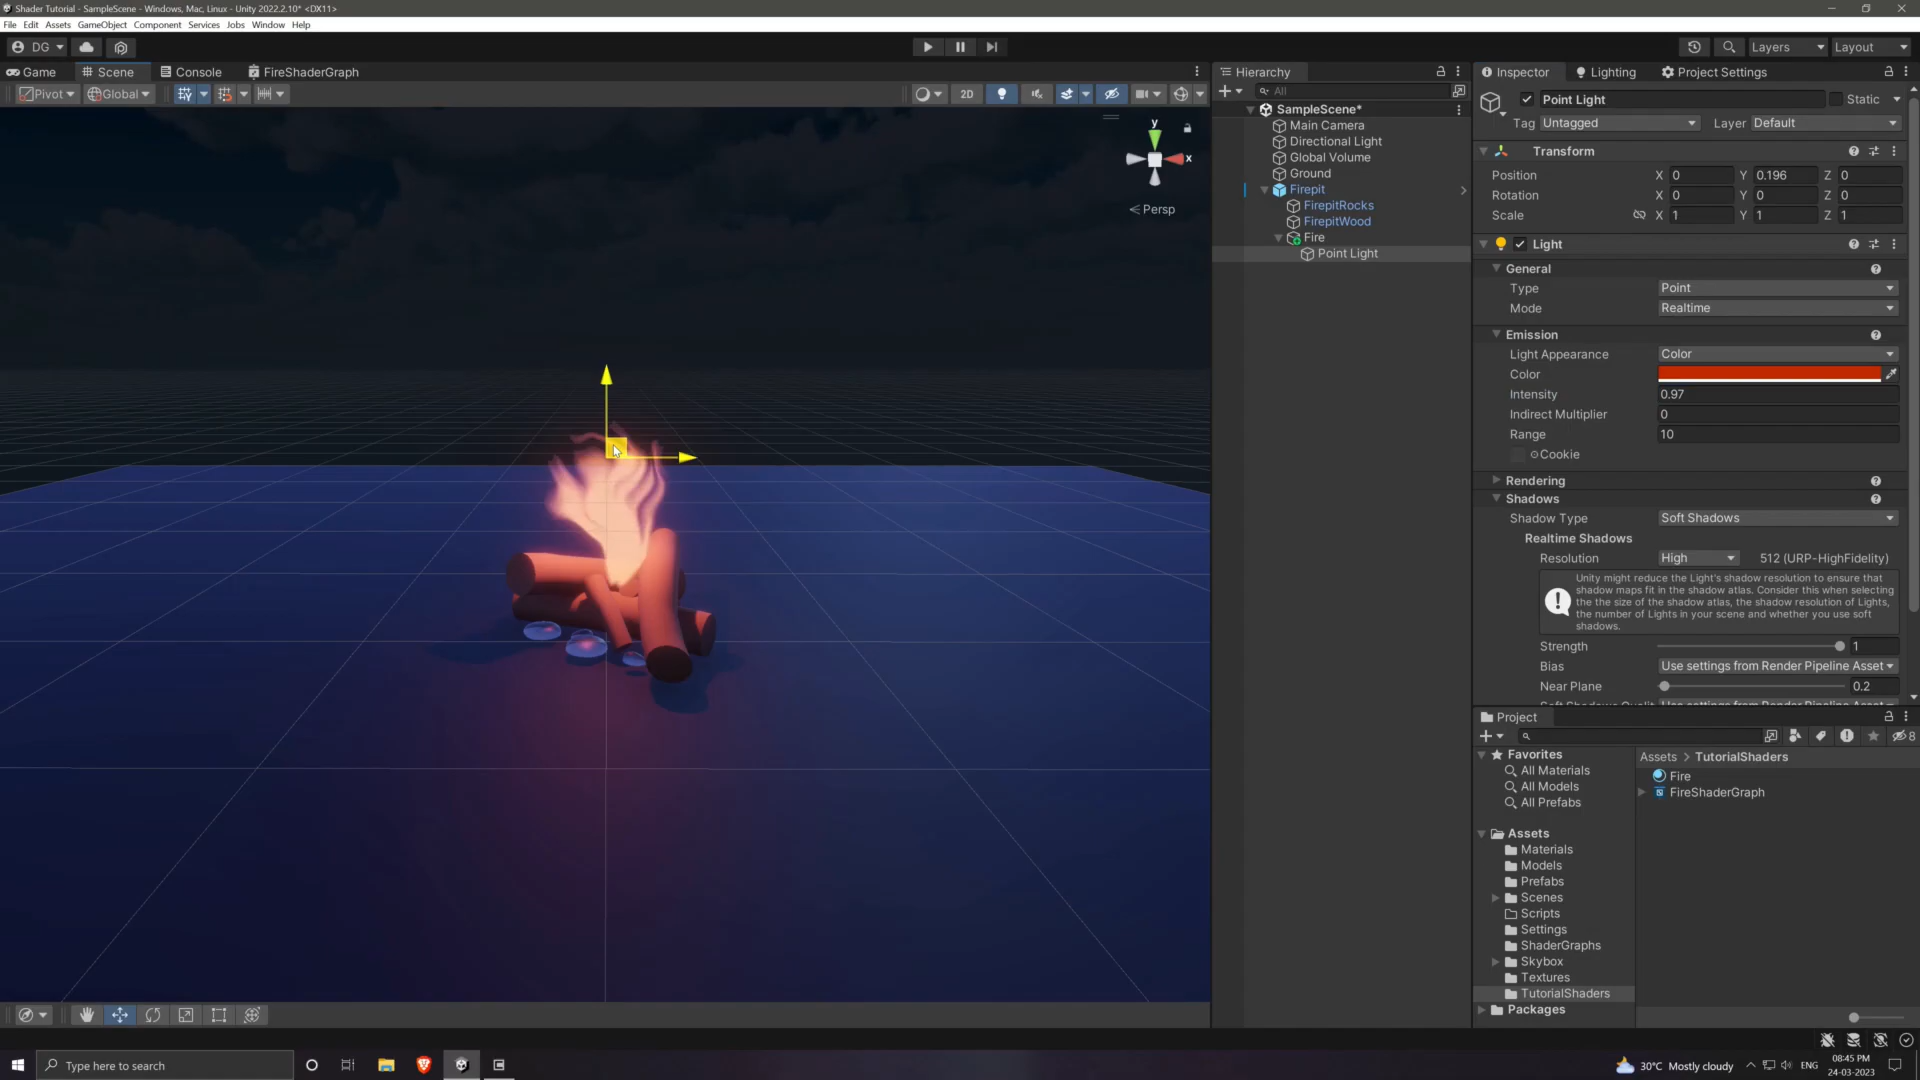 Shader Tutorial - SampleScene - Windows, Mac, Linux - Unity 2022.2.10* <DX11>
File Edit Assets GameObject Component Services Jobs Window Help
DG Layers Layout
Game Scene Console FireShaderGraph
Pivot Global 2D
y
x
Persp
Hierarchy
All
SampleScene*
Main Camera
Directional Light
Global Volume
Ground
Firepit
FirepitRocks
FirepitWood
Fire
Point Light
Inspector Lighting Project Settings
Point Light Static
Tag Untagged Layer Default
Transform
Position X 0 Y 0.196 Z 0
Rotation X 0 Y 0 Z 0
Scale X 1 Y 1 Z 1
Light
General
Type Point
Mode Realtime
Emission
Light Appearance Color
Color
Intensity 0.97
Indirect Multiplier 0
Range 10
Cookie
Rendering
Shadows
Shadow Type Soft Shadows
Realtime Shadows
Resolution High 512 (URP-HighFidelity)
Unity might reduce the Light's shadow resolution to ensure that
shadow maps fit in the shadow atlas. Consider this when selecting
the the size of the shadow atlas, the shadow resolution of Lights,
the number of Lights in your scene and whether you use soft
shadows.
Strength 1
Bias Use settings from Render Pipeline Asset
Near Plane 0.2
Project
8
Favorites
All Materials
All Models
All Prefabs
Assets
Materials
Models
Prefabs
Scenes
Scripts
Settings
ShaderGraphs
Skybox
Textures
TutorialShaders
Packages
Assets > TutorialShaders
Fire
FireShaderGraph
Type here to search
30°C Mostly cloudy ENG 08:45 PM
24-03-2023